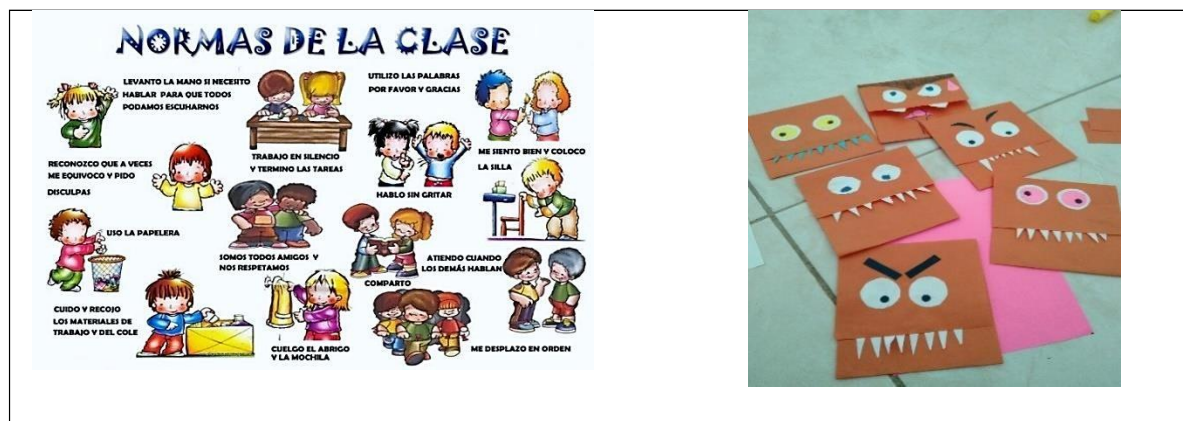 NORMAS DE LA CLASE
LEVANTO LA MANO SI NECESITO
HABLAR PARA QUE TODOS
PODAMOS ESCUHARNOS
UTILIZO LAS PALABRAS
POR FAVOR Y GRACIAS
RECONOZCO QUE A VECES
ME EQUIVOCO Y PIDO
DISCULPAS
TRABAJO EN SILENCIO
Y TERMINO LAS TAREAS
HABLO SIN GRITAR
ME SIENTO BIEN Y COLOCO
LA SILLA
USO LA PAPELERA
SOMOS TODOS AMIGOS Y
NOS RESPETAMOS
COMPARTO
ATIENDO CUANDO
LOS DEMÁS HABLAN
CUIDO Y RECOJO
LOS MATERIALES DE
TRABAJO Y DEL COLE
CUELGO EL ABRIGO
Y LA MOCHILA
ME DESPLAZO EN ORDEN